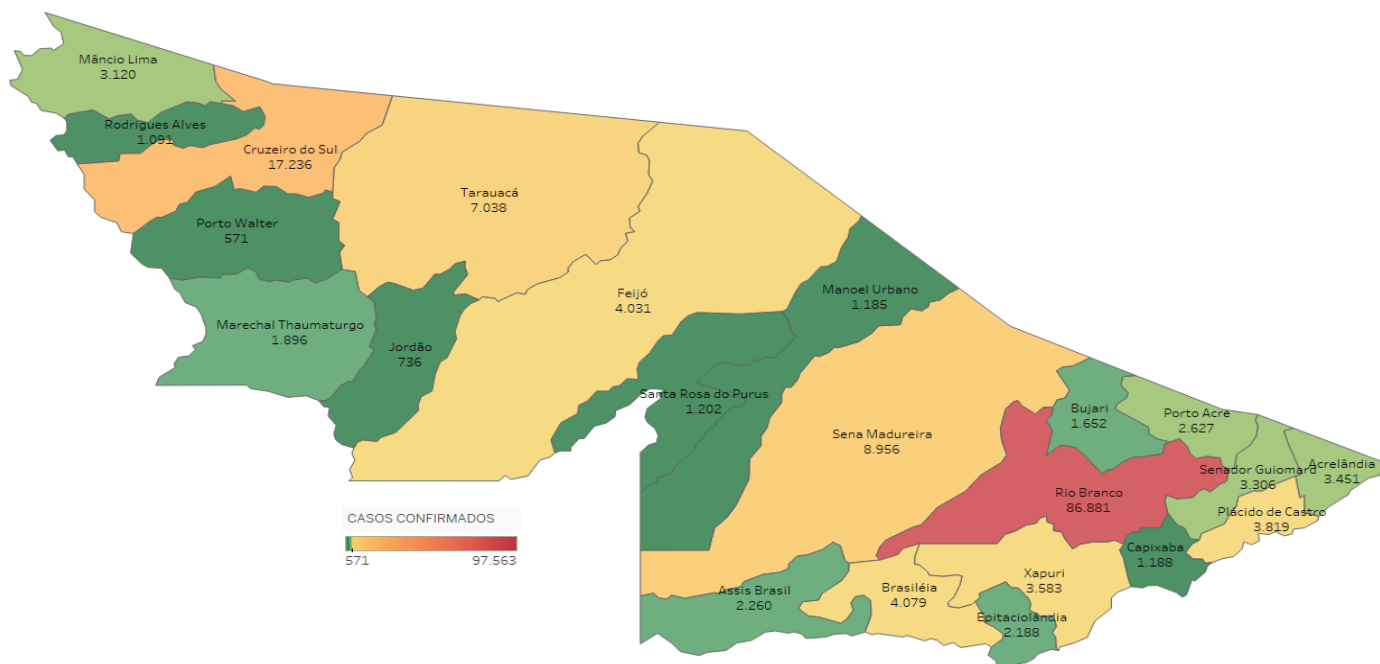 Mâncio Lima
3.120
Rodrigues Alves
1.091
Cruzeiro do Sul
17.236
Tarauacá
7.038
Porto Walter
571
Feijó
4.031
Manoel Urbano
1.185
Marechal Thaumaturgo
1.896
Jordão
736
Santa Rosa do Purus
1.202
Sena Madureira
8.956
Bujari
1.652
Porto Acre
2.627
Senador Guiomard
3.306
Acrelândia
3.451
Rio Branco
86.881
Plácido de Castro
3.819
Capixaba
1.188
Xapuri
3.583
Brasiléia
4.079
Assis Brasil
2.260
Epitaciolândia
2.188
CASOS CONFIRMADOS
571 97.563